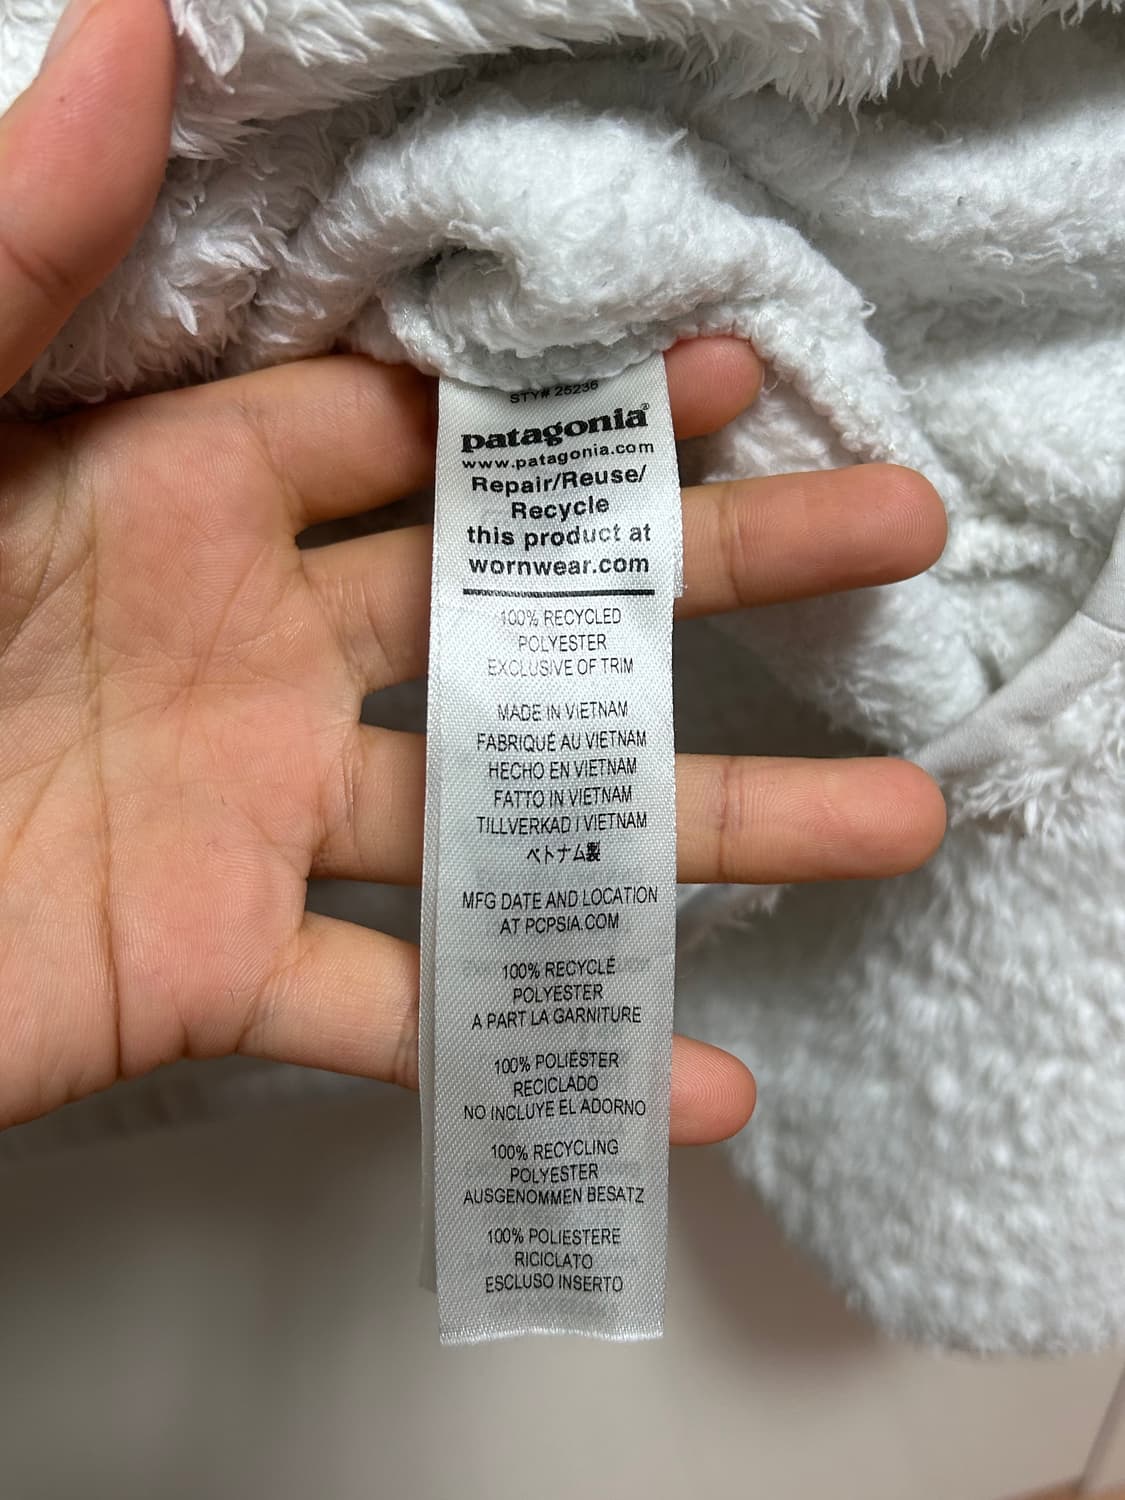 STY# 25236
patagonia®
www.patagonia.com
Repair/Reuse/
Recycle
this product at
wornwear.com
100% RECYCLED
POLYESTER
EXCLUSIVE OF TRIM
MADE IN VIETNAM
FABRIQUÉ AU VIETNAM
HECHO EN VIETNAM
FATTO IN VIETNAM
TILLVERKAD I VIETNAM
ベトナム製
MFG DATE AND LOCATION
AT PCPSIA.COM
100% RECYCLÉ
POLYESTER
A PART LA GARNITURE
100% POLIÉSTER
RECICLADO
NO INCLUYE EL ADORNO
100% RECYCLING
POLYESTER
AUSGENOMMEN BESATZ
100% POLIESTERE
RICICLATO
ESCLUSO INSERTO